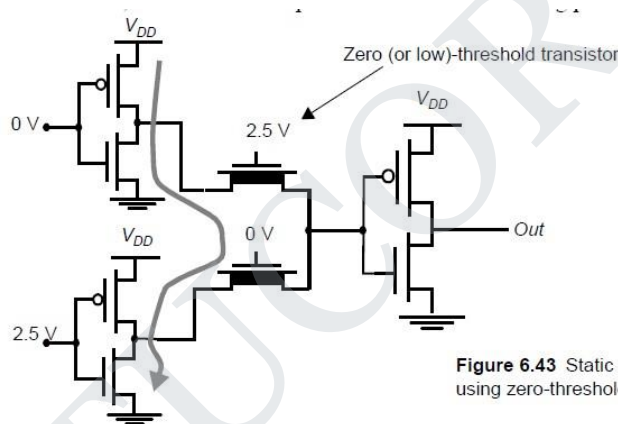 V_DD
Zero (or low)-threshold transistor
V_DD
2.5 V
0 V
V_DD
0 V
Out
2.5 V
Figure 6.43 Static
using zero-threshol